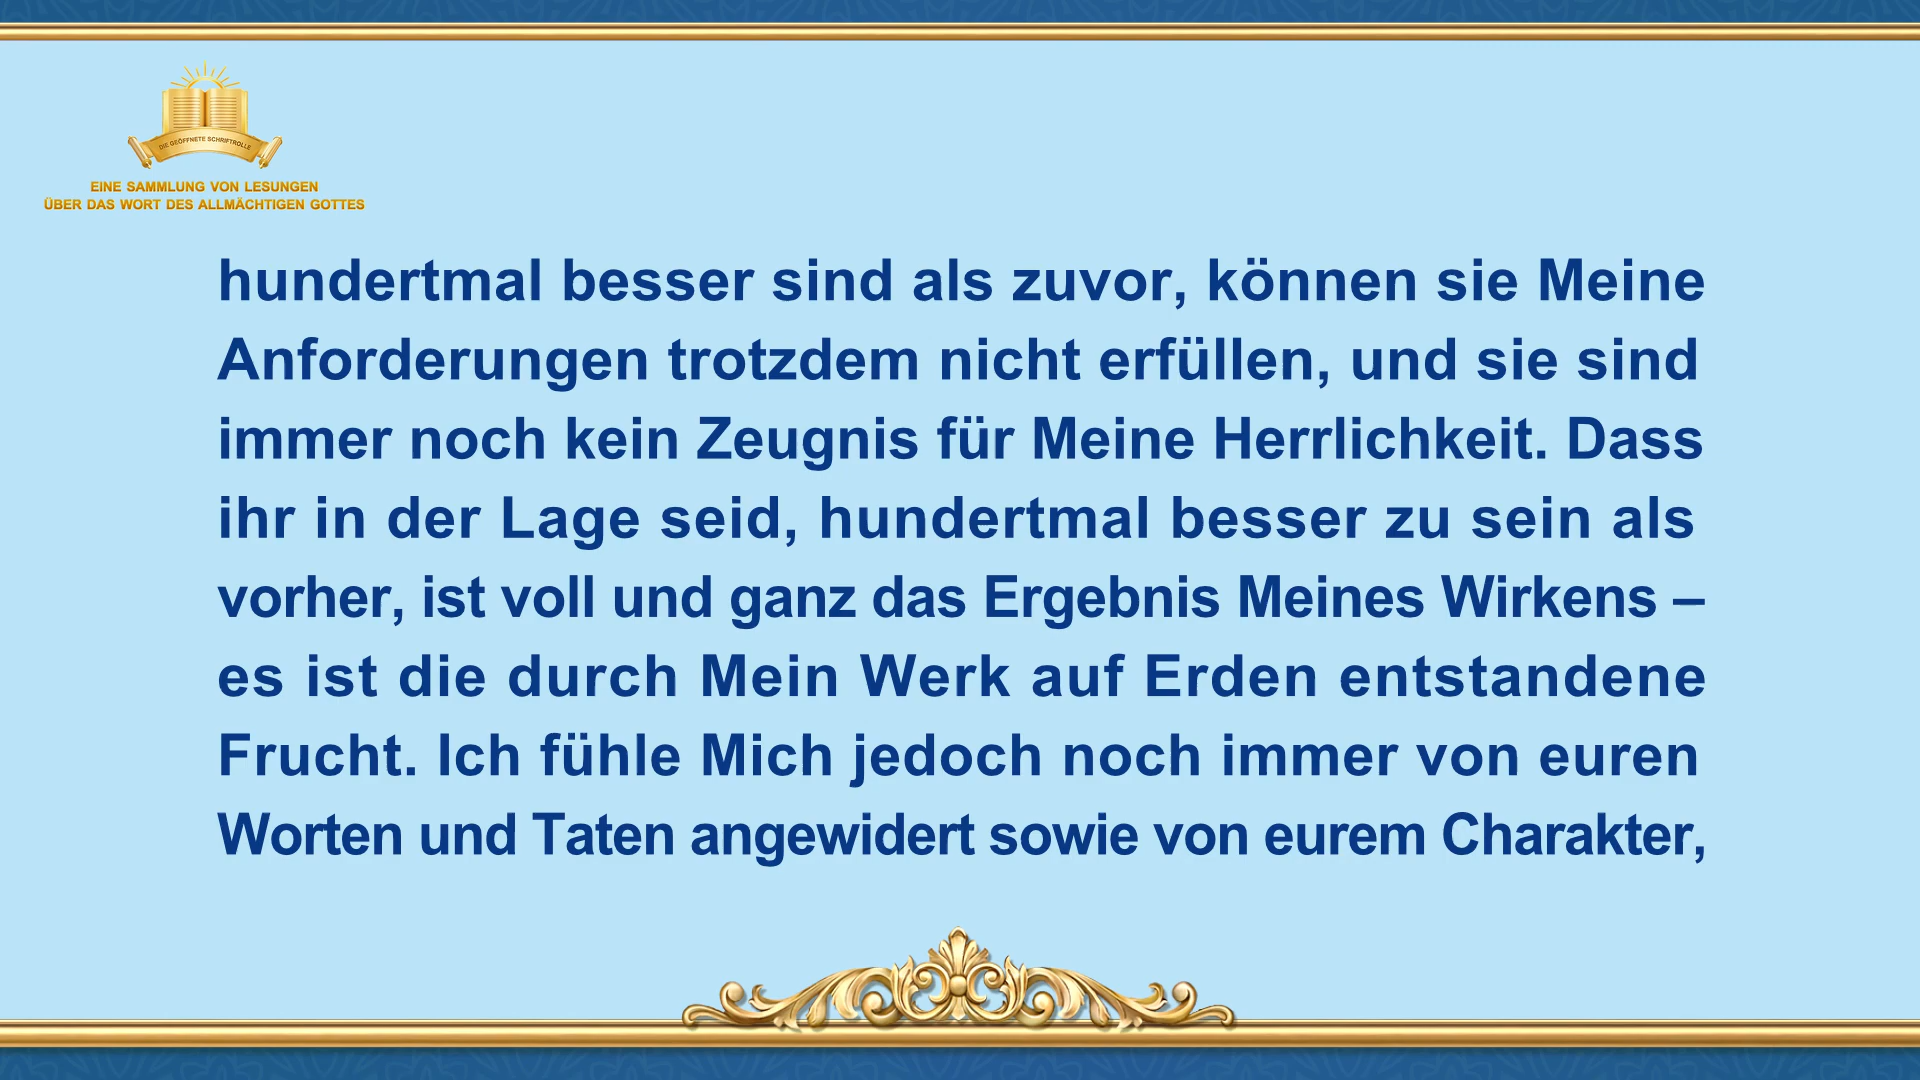 DIE GEÖFFNETE SCHRIFTROLLE
EINE SAMMLUNG VON LESUNGEN
ÜBER DAS WORT DES ALLMÄCHTIGEN GOTTES
hundertmal besser sind als zuvor, können sie Meine
Anforderungen trotzdem nicht erfüllen, und sie sind
immer noch kein Zeugnis für Meine Herrlichkeit. Dass
ihr in der Lage seid, hundertmal besser zu sein als
vorher, ist voll und ganz das Ergebnis Meines Wirkens –
es ist die durch Mein Werk auf Erden entstandene
Frucht. Ich fühle Mich jedoch noch immer von euren
Worten und Taten angewidert sowie von eurem Charakter,